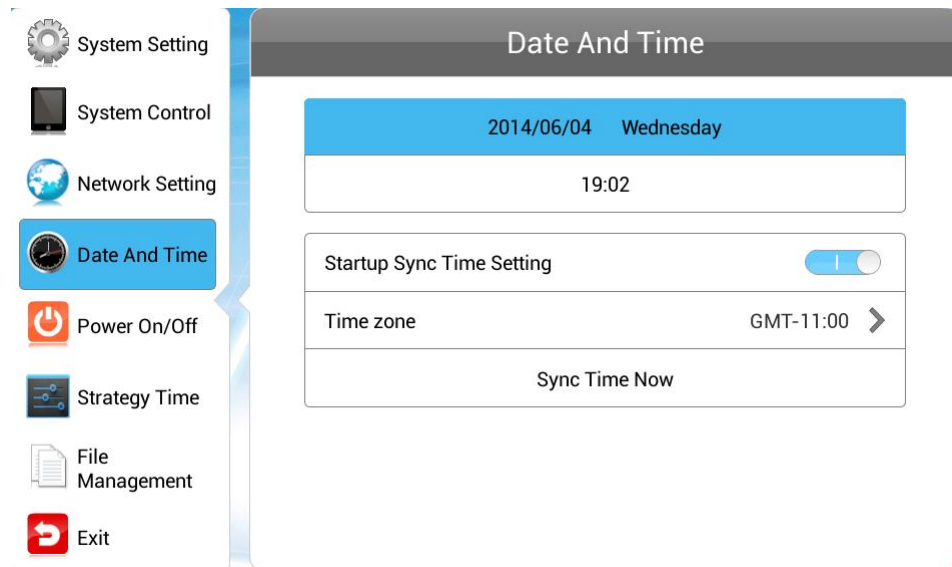 System Setting
System Control
Network Setting
Date And Time
Power On/Off
Strategy Time
File
Management
Exit
Date And Time
2014/06/04 Wednesday
19:02
Startup Sync Time Setting
Time zone GMT-11:00
Sync Time Now